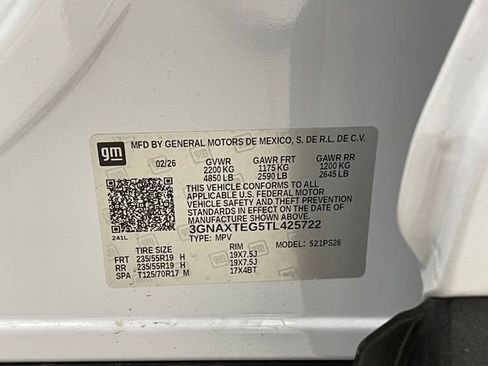 gm
MFD BY GENERAL MOTORS DE MEXICO, S. DE R.L. DE C.V.
02/26 GVWR GAWR FRT GAWR RR
2200 KG 1175 KG 1200 KG
4850 LB 2590 LB 2645 LB
THIS VEHICLE CONFORMS TO ALL
APPLICABLE U.S. FEDERAL MOTOR
VEHICLE SAFETY AND THEFT PREVENTION
STANDARDS IN EFFECT ON THE DATE OF
MANUFACTURE SHOWN ABOVE.
3GNAXTEG5TL425722
241L
TYPE: MPV MODEL: 521PS26
TIRE SIZE RIM
FRT 235/55R19 H 19X7.5J
RR 235/55R19 H 19X7.5J
SPA T125/70R17 M 17X4BT